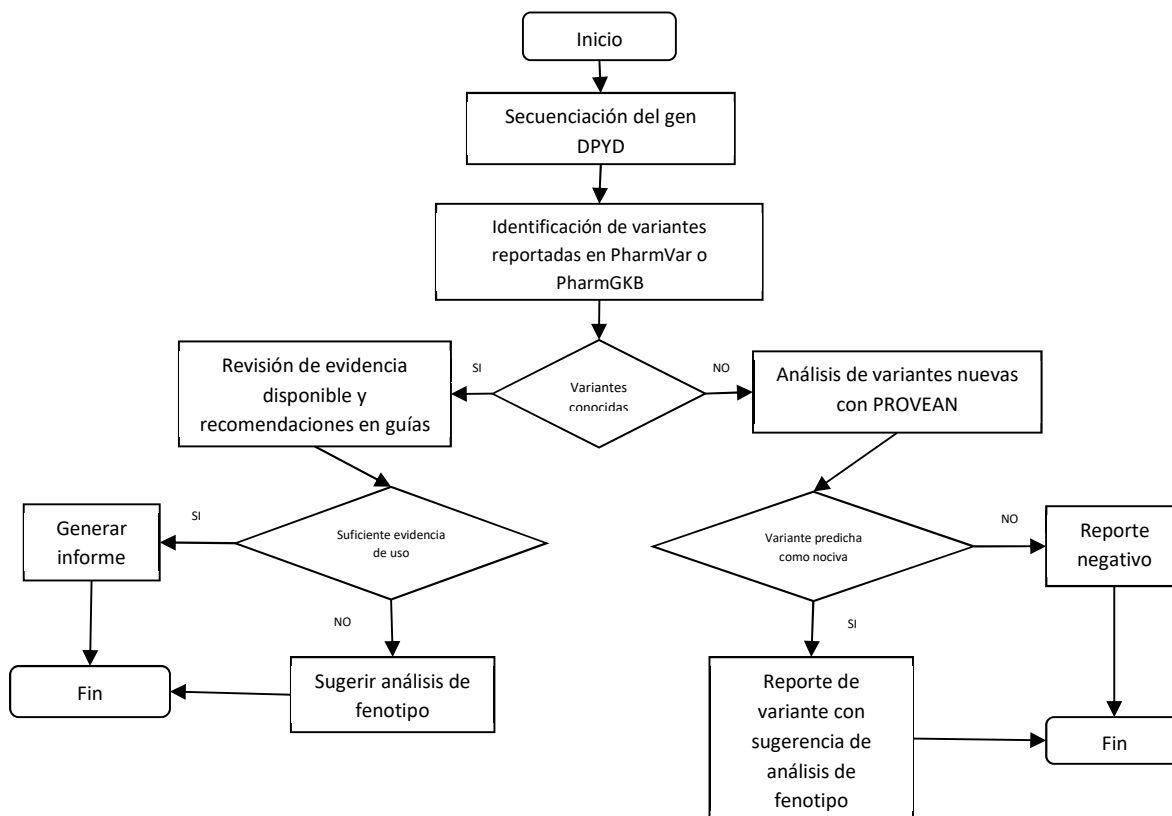 Inicio
Secuenciación del gen
DPYD
Identificación de variantes
reportadas en PharmVar o
PharmGKB
SI
Variantes
conocidas
NO
Revisión de evidencia
disponible y
recomendaciones en guías
Análisis de variantes nuevas
con PROVEAN
SI
Generar
informe
Suficiente evidencia
de uso
NO
Variante predicha
como nociva
NO
Reporte
negativo
SI
Fin
Sugerir análisis de
fenotipo
Reporte de
variante con
sugerencia de
análisis de
fenotipo
Fin